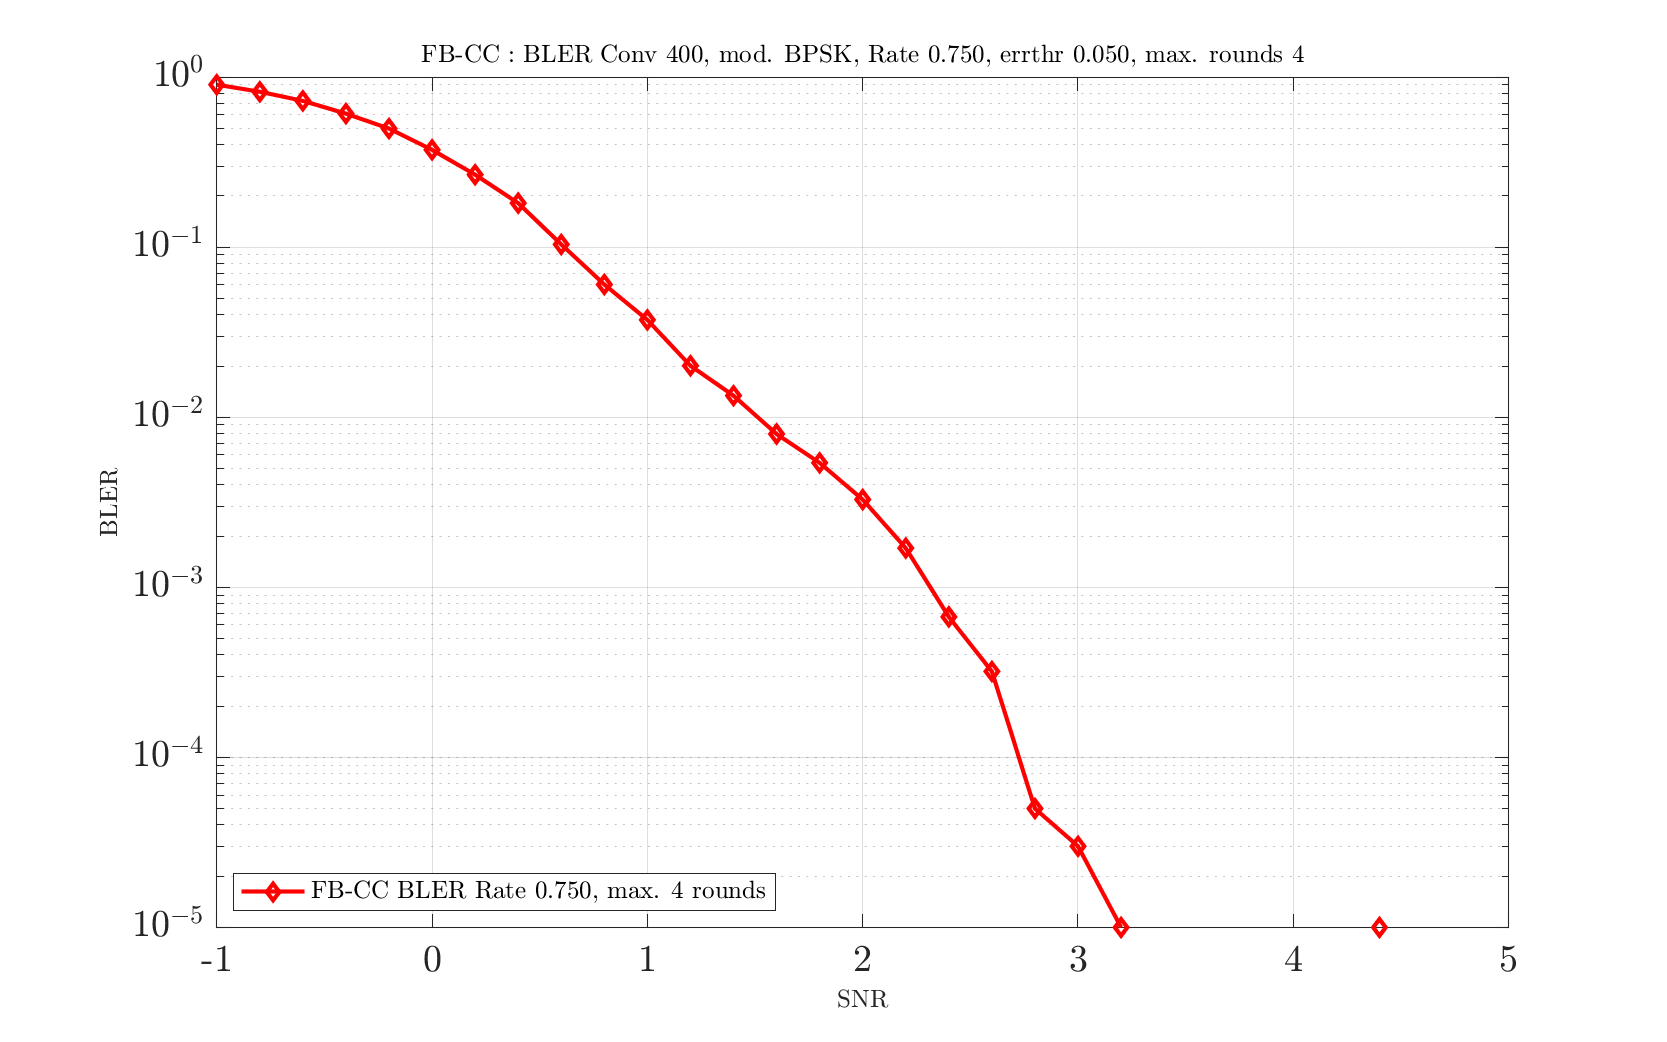 FB-CC : BLER Conv 400, mod. BPSK, Rate 0.750, errthr 0.050, max. rounds 4
10^0
10^{-1}
10^{-2}
10^{-3}
10^{-4}
10^{-5}
BLER
FB-CC BLER Rate 0.750, max. 4 rounds
-1 0 1 2 3 4 5
SNR